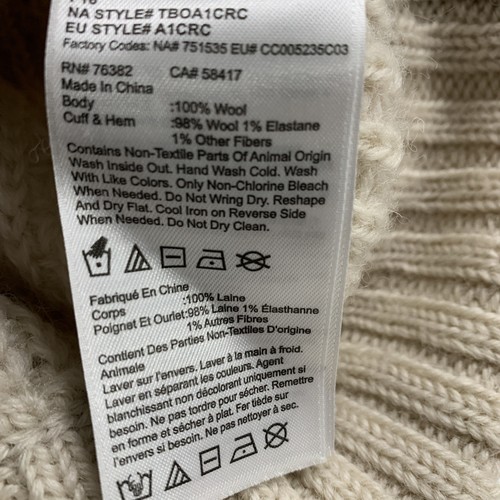 NA STYLE# TBOA1CRC
EU STYLE# A1CRC
Factory Codes: NA# 751535 EU# CC005235C03
RN# 76382 CA# 58417
Made In China
Body :100% Wool
Cuff & Hem :98% Wool 1% Elastane
1% Other Fibers
Contains Non-Textile Parts Of Animal Origin
Wash Inside Out. Hand Wash Cold. Wash
With Like Colors. Only Non-Chlorine Bleach
When Needed. Do Not Wring Dry. Reshape
And Dry Flat. Cool Iron on Reverse Side
When Needed. Do Not Dry Clean.
Fabriqué En Chine
Corps :100% Laine
Poignet Et Ourlet:98% Laine 1% Élasthanne
1% Autres Fibres
Contient Des Parties Non-Textiles D'origine
Animale
Laver sur l'envers. Laver à la main à froid.
Laver en séparant les couleurs. Agent
blanchissant non décolorant uniquement si
besoin. Ne pas tordre pour sécher. Remettre
en forme et sécher à plat. Fer tiède sur
l'envers si besoin. Ne pas nettoyer à sec.